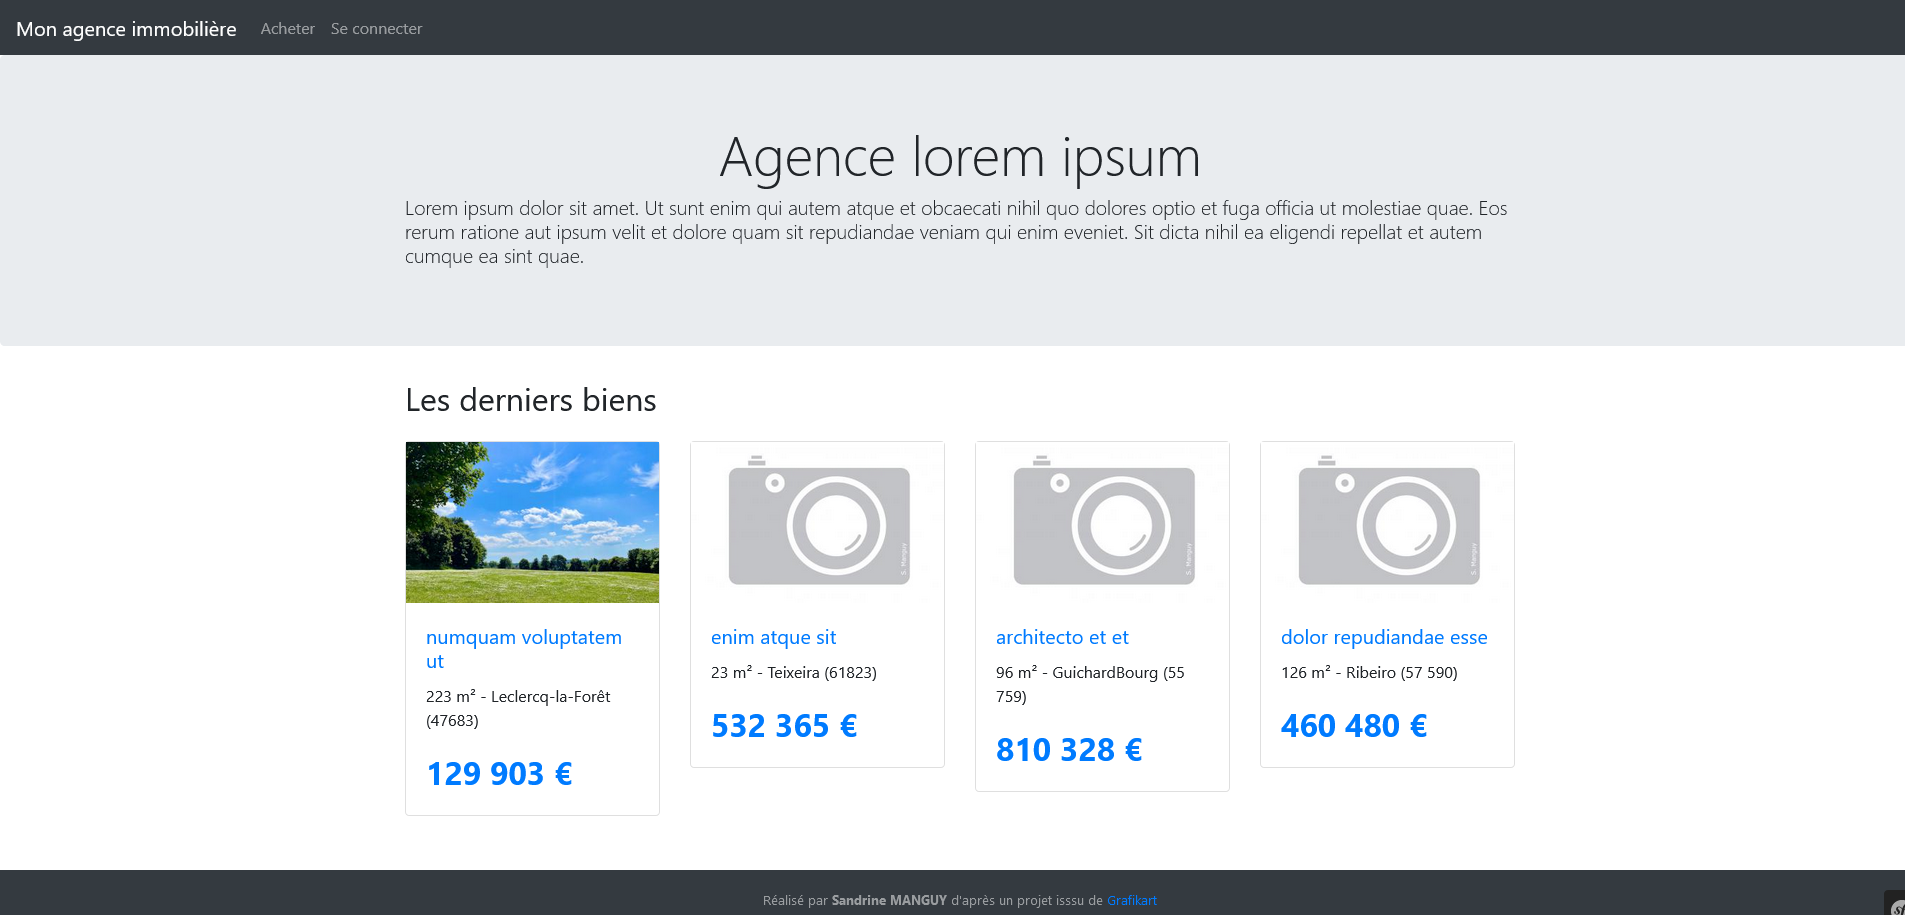 Mon agence immobilière Acheter Se connecter
Agence lorem ipsum
Lorem ipsum dolor sit amet. Ut sunt enim qui autem atque et obcaecati nihil quo dolores optio et fuga officia ut molestiae quae. Eos
rerum ratione aut ipsum velit et dolore quam sit repudiandae veniam qui enim eveniet. Sit dicta nihil ea eligendi repellat et autem
cumque ea sint quae.
Les derniers biens
numquam voluptatem
ut
223 m² - Leclercq-la-Forêt
(47683)
129 903 €
S. Manguy
enim atque sit
23 m² - Teixeira (61823)
532 365 €
S. Manguy
architecto et et
96 m² - GuichardBourg (55
759)
810 328 €
S. Manguy
dolor repudiandae esse
126 m² - Ribeiro (57 590)
460 480 €
Réalisé par Sandrine MANGUY d'après un projet isssu de Grafikart